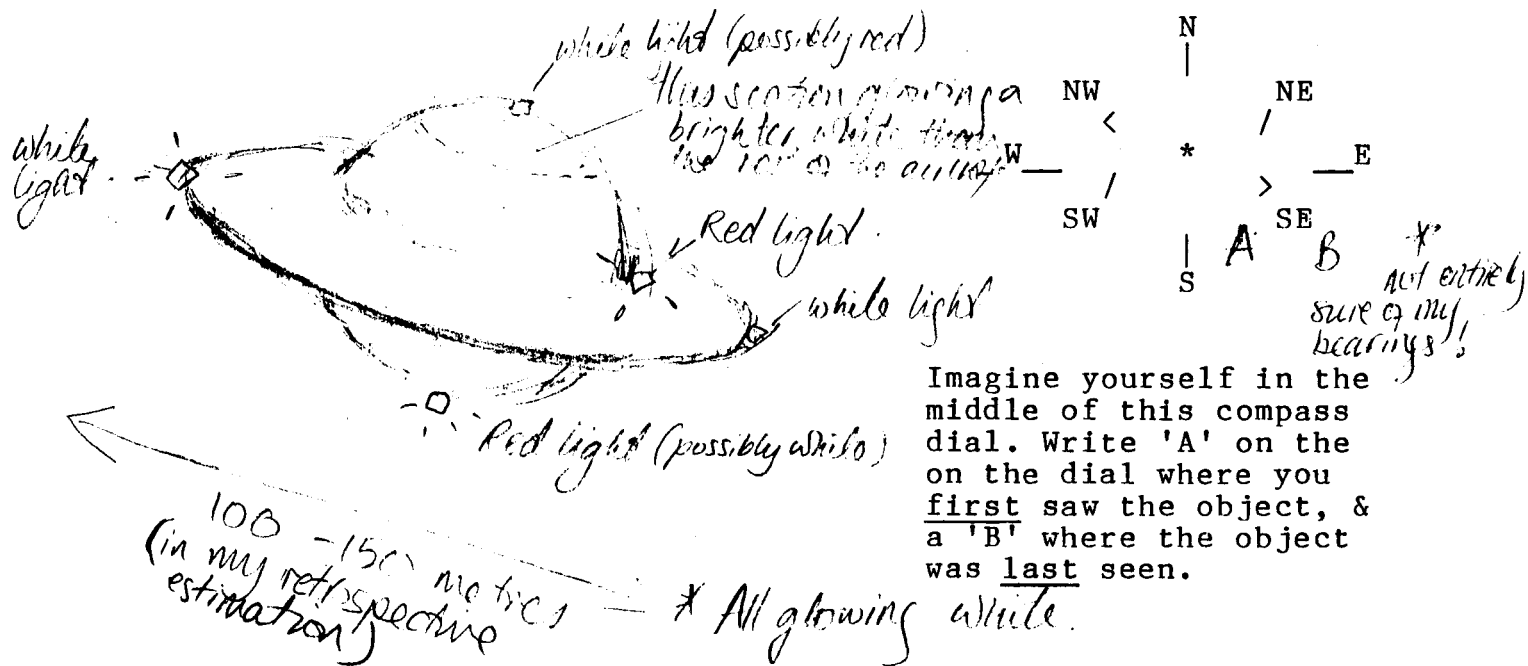 white light (possibly red)
This section glowing a
brighter white than
the rest of the
white
light
Red light.
white light
Red light (possibly white)
100 - 150 metres
(in my retrospective
estimation)
* All glowing white.
N
NW NE
W * E
SW SE
S
A B
* not entirely
sure of my
bearings!
Imagine yourself in the
middle of this compass
dial. Write 'A' on the
on the dial where you
first saw the object, &
a 'B' where the object
was last seen.